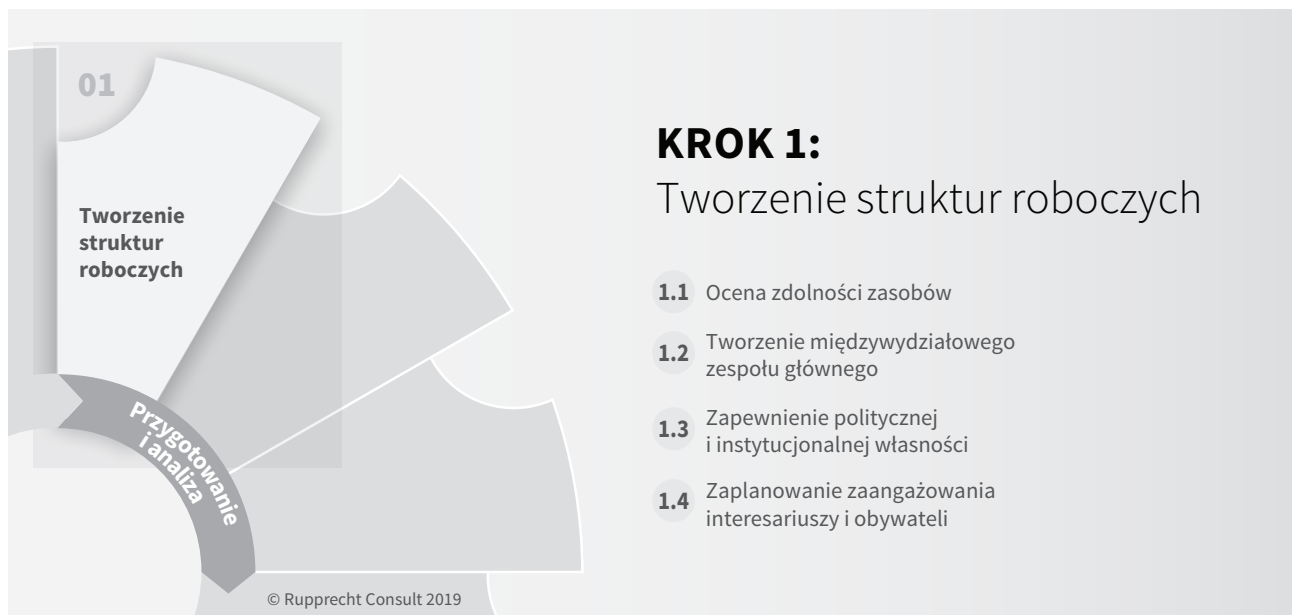 01
Tworzenie
struktur
roboczych
Przygotowanie
i analiza
© Rupprecht Consult 2019
KROK 1:
Tworzenie struktur roboczych
1.1 Ocena zdolności zasobów
1.2 Tworzenie międzywydziałowego
zespołu głównego
1.3 Zapewnienie politycznej
i instytucjonalnej własności
1.4 Zaplanowanie zaangażowania
interesariuszy i obywateli